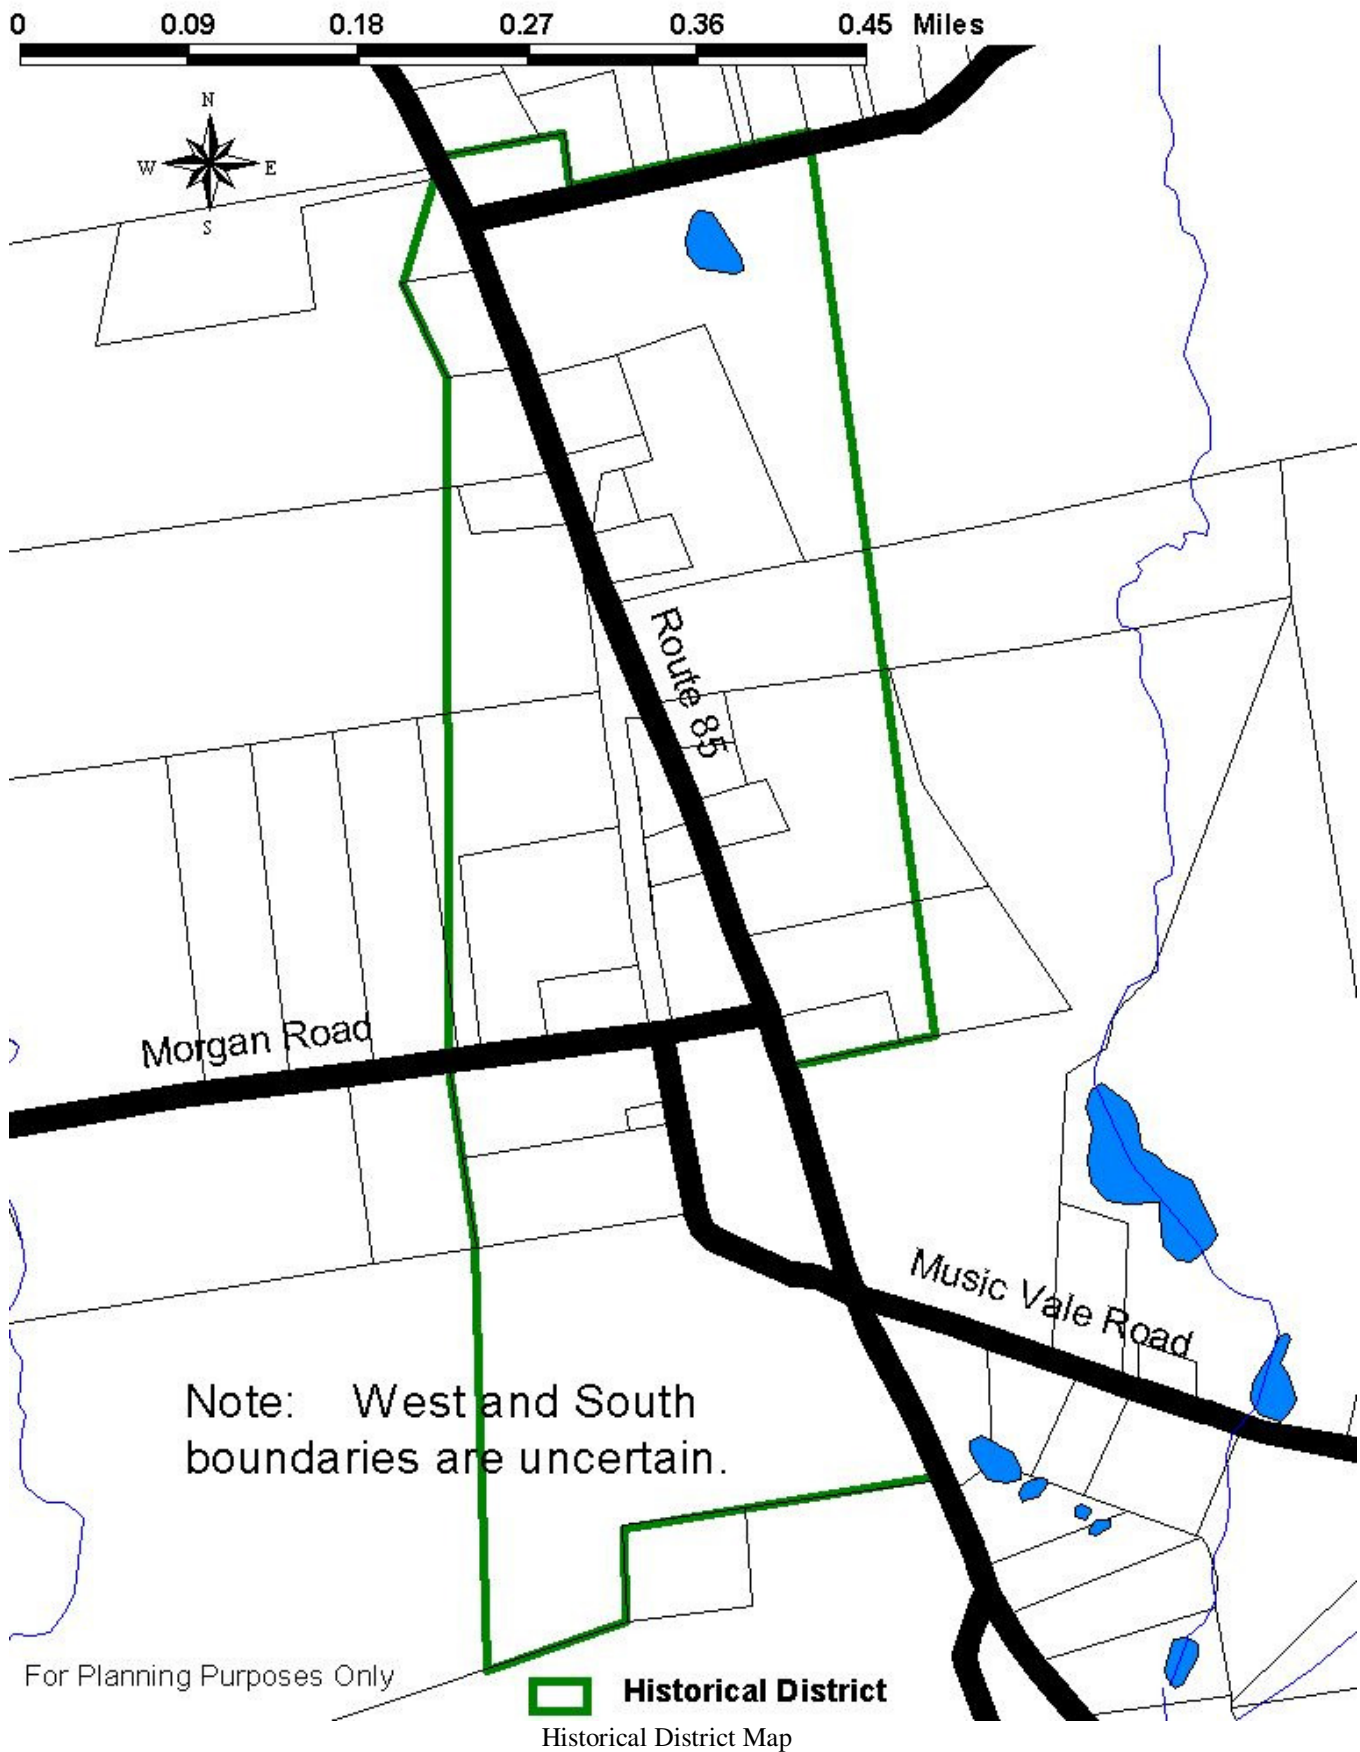 0 0.09 0.18 0.27 0.36 0.45 Miles
N
W E
S
Route 85
Morgan Road
Music Vale Road
Note: West and South
boundaries are uncertain.
For Planning Purposes Only
Historical District
Historical District Map